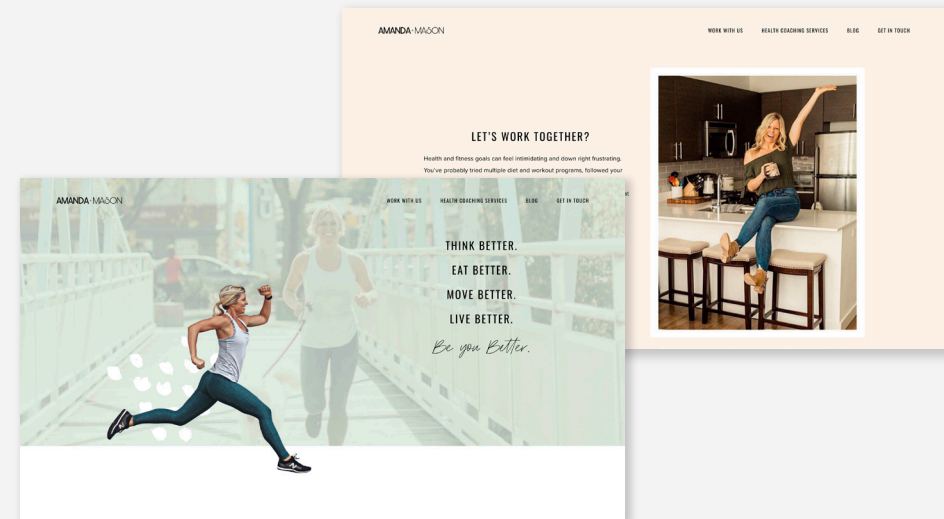 AMANDA·MASON
WORK WITH US
HEALTH COACHING SERVICES
BLOG
GET IN TOUCH
LET'S WORK TOGETHER?
Health and fitness goals can feel intimidating and down right frustrating.
You've probably tried multiple diet and workout programs, followed your
AMANDA·MASON
WORK WITH US
HEALTH COACHING SERVICES
BLOG
GET IN TOUCH
THINK BETTER.
EAT BETTER.
MOVE BETTER.
LIVE BETTER.
Be you Better.